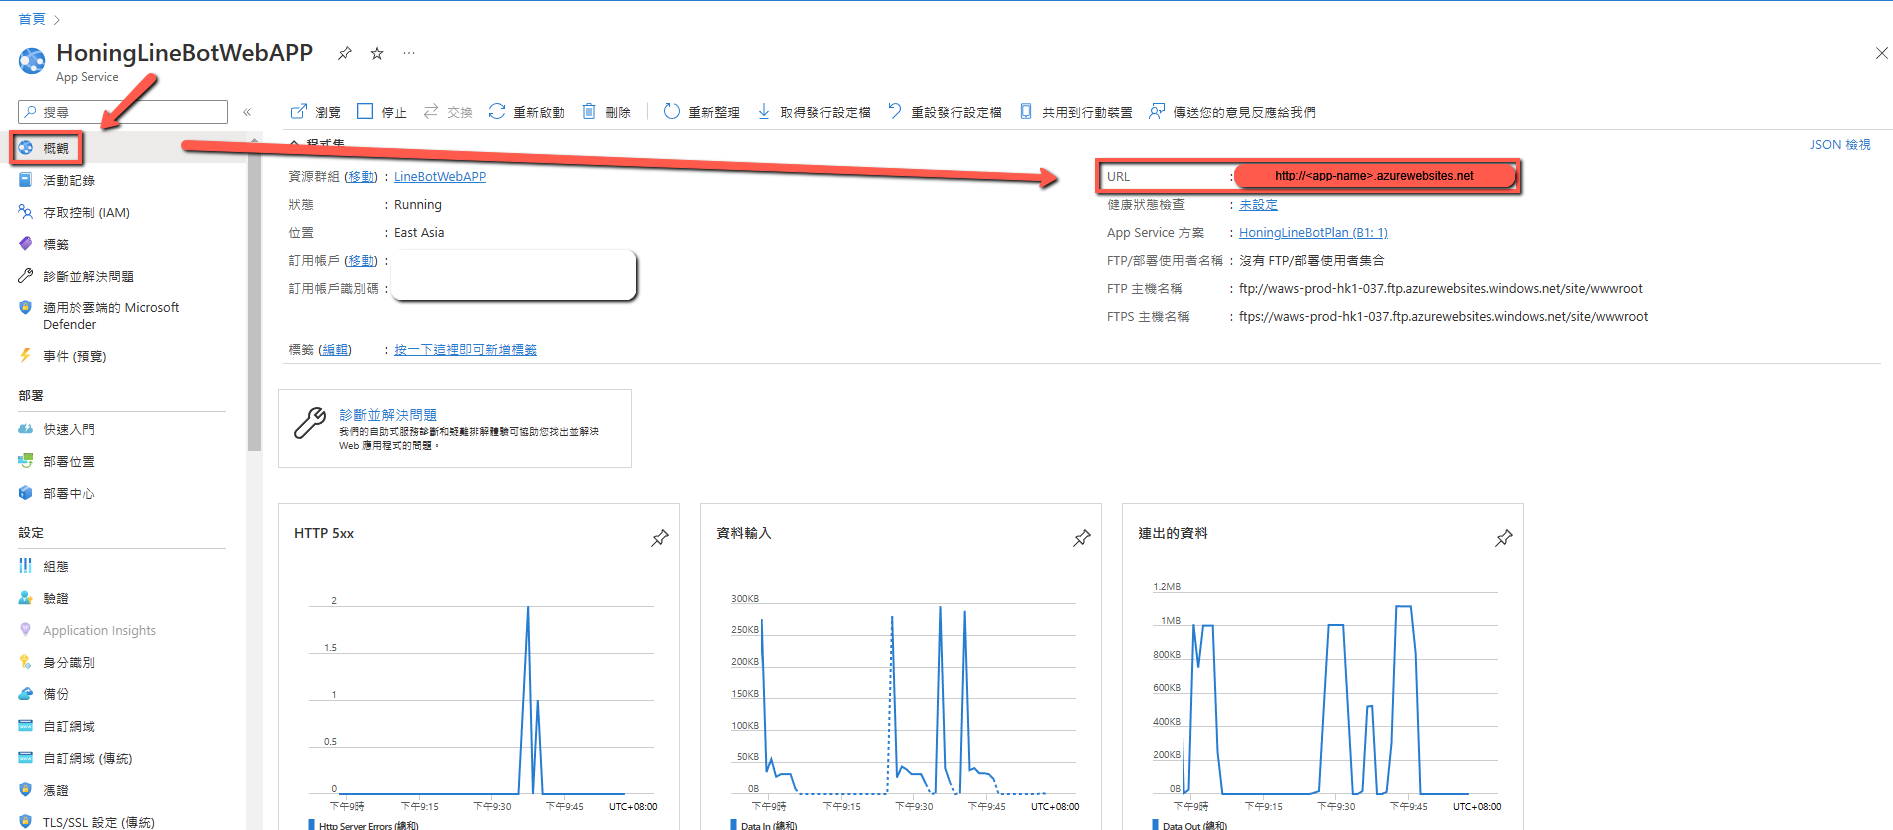 首頁
HoningLineBotWebAPP
App Service
搜尋
瀏覽 停止 交換 重新啟動 刪除 重新整理 取得發行設定檔 重設發行設定檔 共用到行動裝置 傳送您的意見反應給我們
概觀
活動記錄
存取控制 (IAM)
標籤
診斷並解決問題
適用於雲端的 Microsoft
Defender
事件 (預覽)
部署
快速入門
部署位置
部署中心
設定
組態
驗證
Application Insights
身分識別
備份
自訂網域
自訂網域 (傳統)
憑證
TLS/SSL 設定 (傳統)
程式集
JSON 檢視
資源群組 (移動) : LineBotWebAPP
狀態 : Running
位置 : East Asia
訂用帳戶 (移動) :
訂用帳戶識別碼 :
標籤 (編輯) : 按一下這裡即可新增標籤
URL : http://<app-name>.azurewebsites.net
健康狀態檢查 : 未設定
App Service 方案 : HoningLineBotPlan (B1: 1)
FTP/部署使用者名稱 : 沒有 FTP/部署使用者集合
FTP 主機名稱 : ftp://waws-prod-hk1-037.ftp.azurewebsites.windows.net/site/wwwroot
FTPS 主機名稱 : ftps://waws-prod-hk1-037.ftp.azurewebsites.windows.net/site/wwwroot
診斷並解決問題
我們的自助式服務診斷和疑難排解體驗可協助您找出並解決
Web 應用程式的問題。
HTTP 5xx
2
1.5
1
0.5
0
下午9時 下午9:15 下午9:30 下午9:45 UTC+08:00
Http Server Errors (總和)
資料輸入
300KB
250KB
200KB
150KB
100KB
50KB
0B
下午9時 下午9:15 下午9:30 下午9:45 UTC+08:00
Data In (總和)
連出的資料
1.2MB
1MB
800KB
600KB
400KB
200KB
0B
下午9時 下午9:15 下午9:30 下午9:45 UTC+08:00
Data Out (總和)